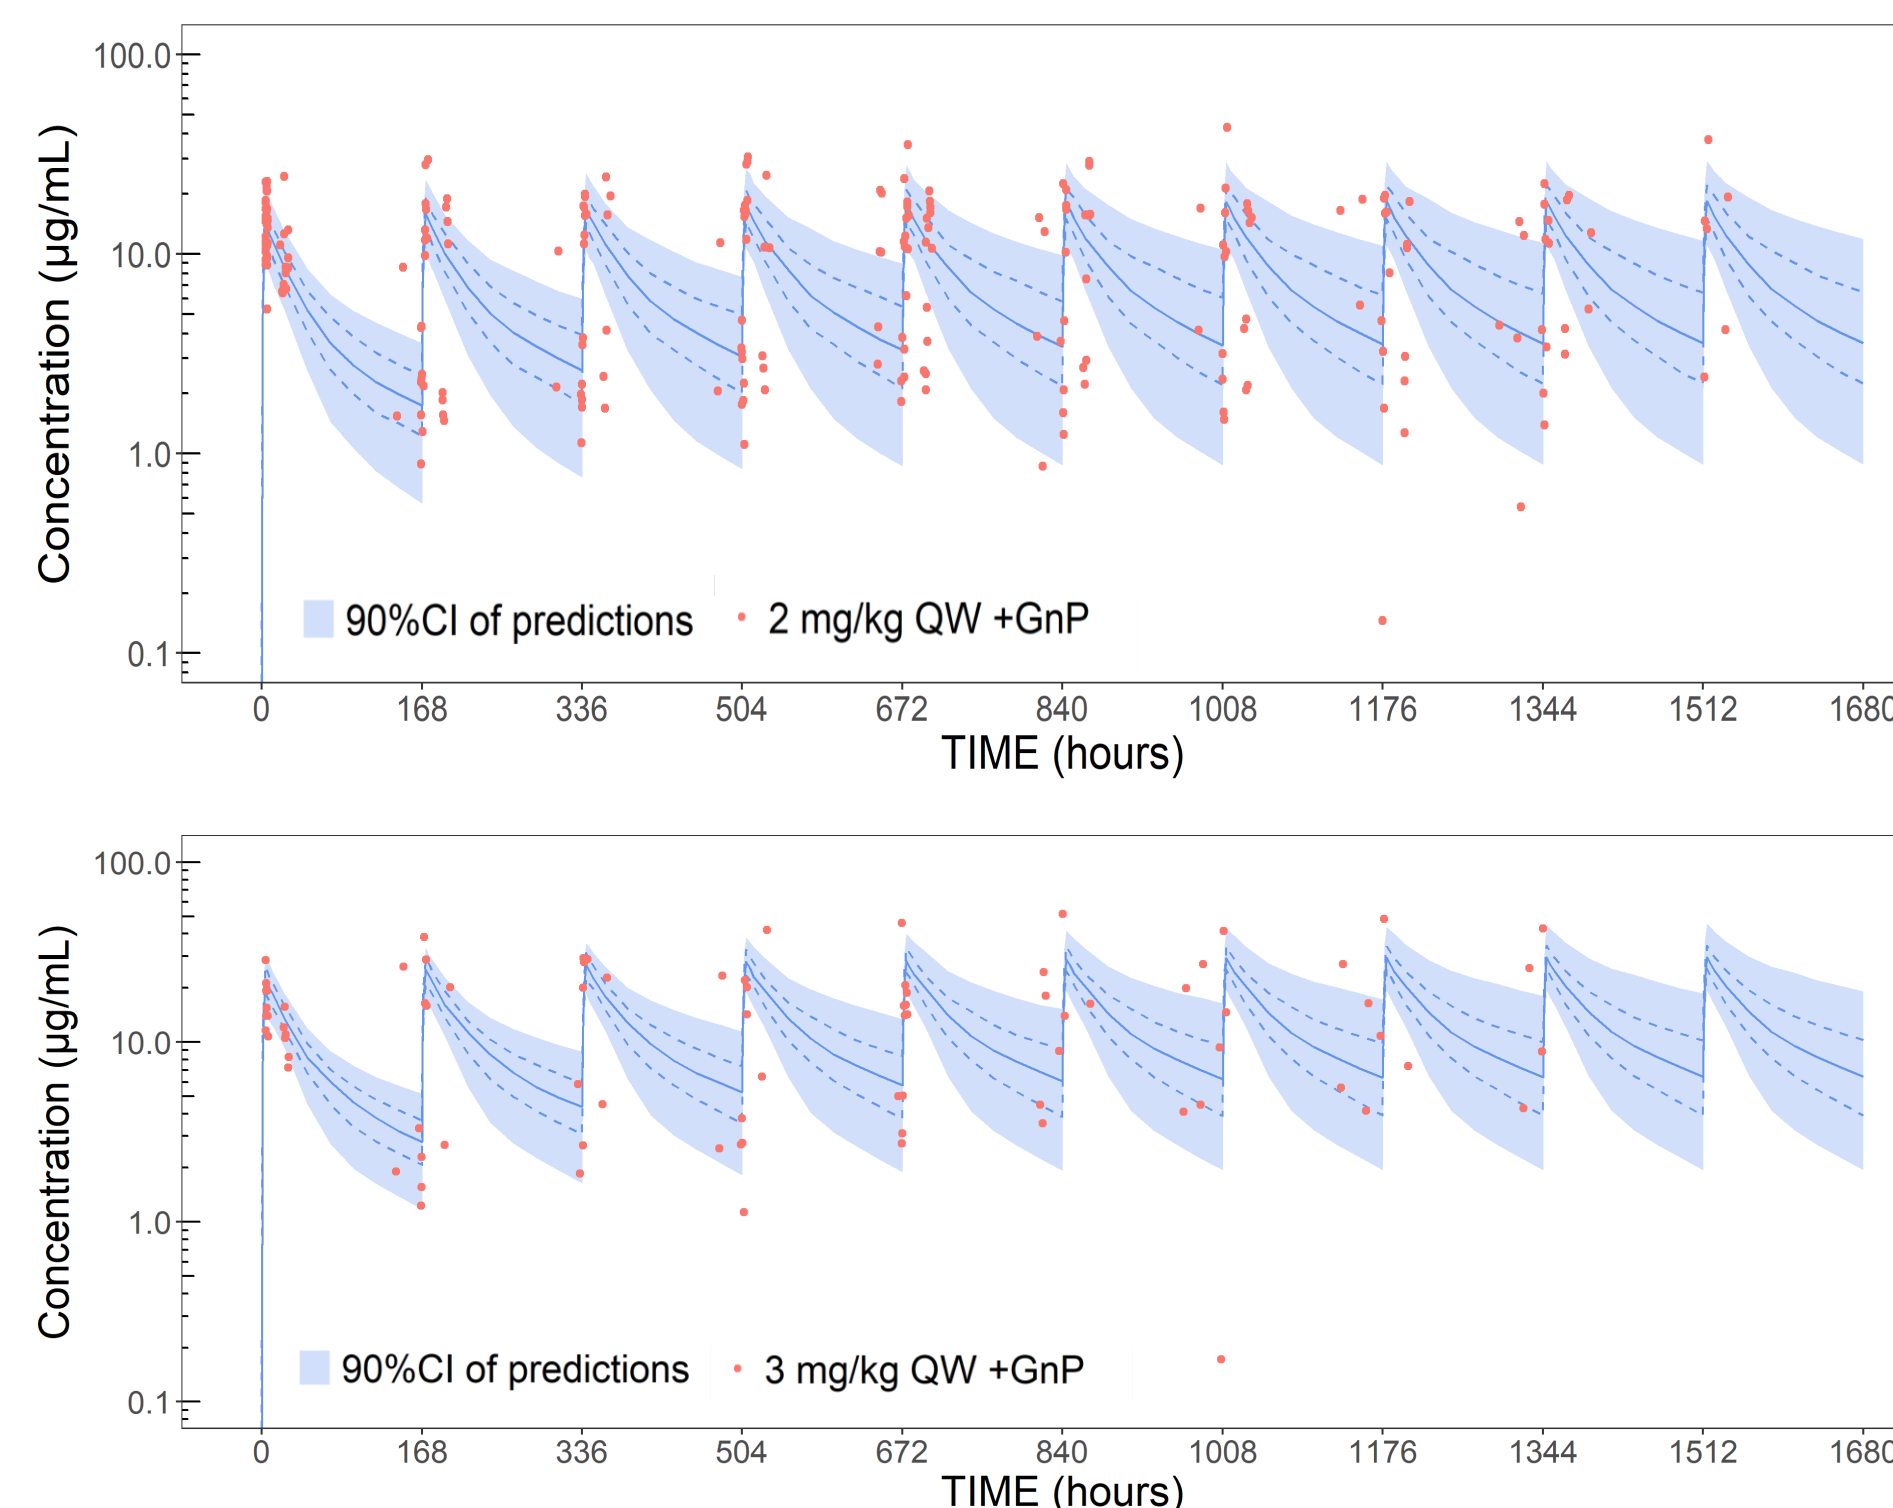 100.0
10.0
1.0
0.1
Concentration (µg/mL)
90%CI of predictions
2 mg/kg QW +GnP
0 168 336 504 672 840 1008 1176 1344 1512 1680
TIME (hours)
100.0
10.0
1.0
0.1
Concentration (µg/mL)
90%CI of predictions
3 mg/kg QW +GnP
0 168 336 504 672 840 1008 1176 1344 1512 1680
TIME (hours)